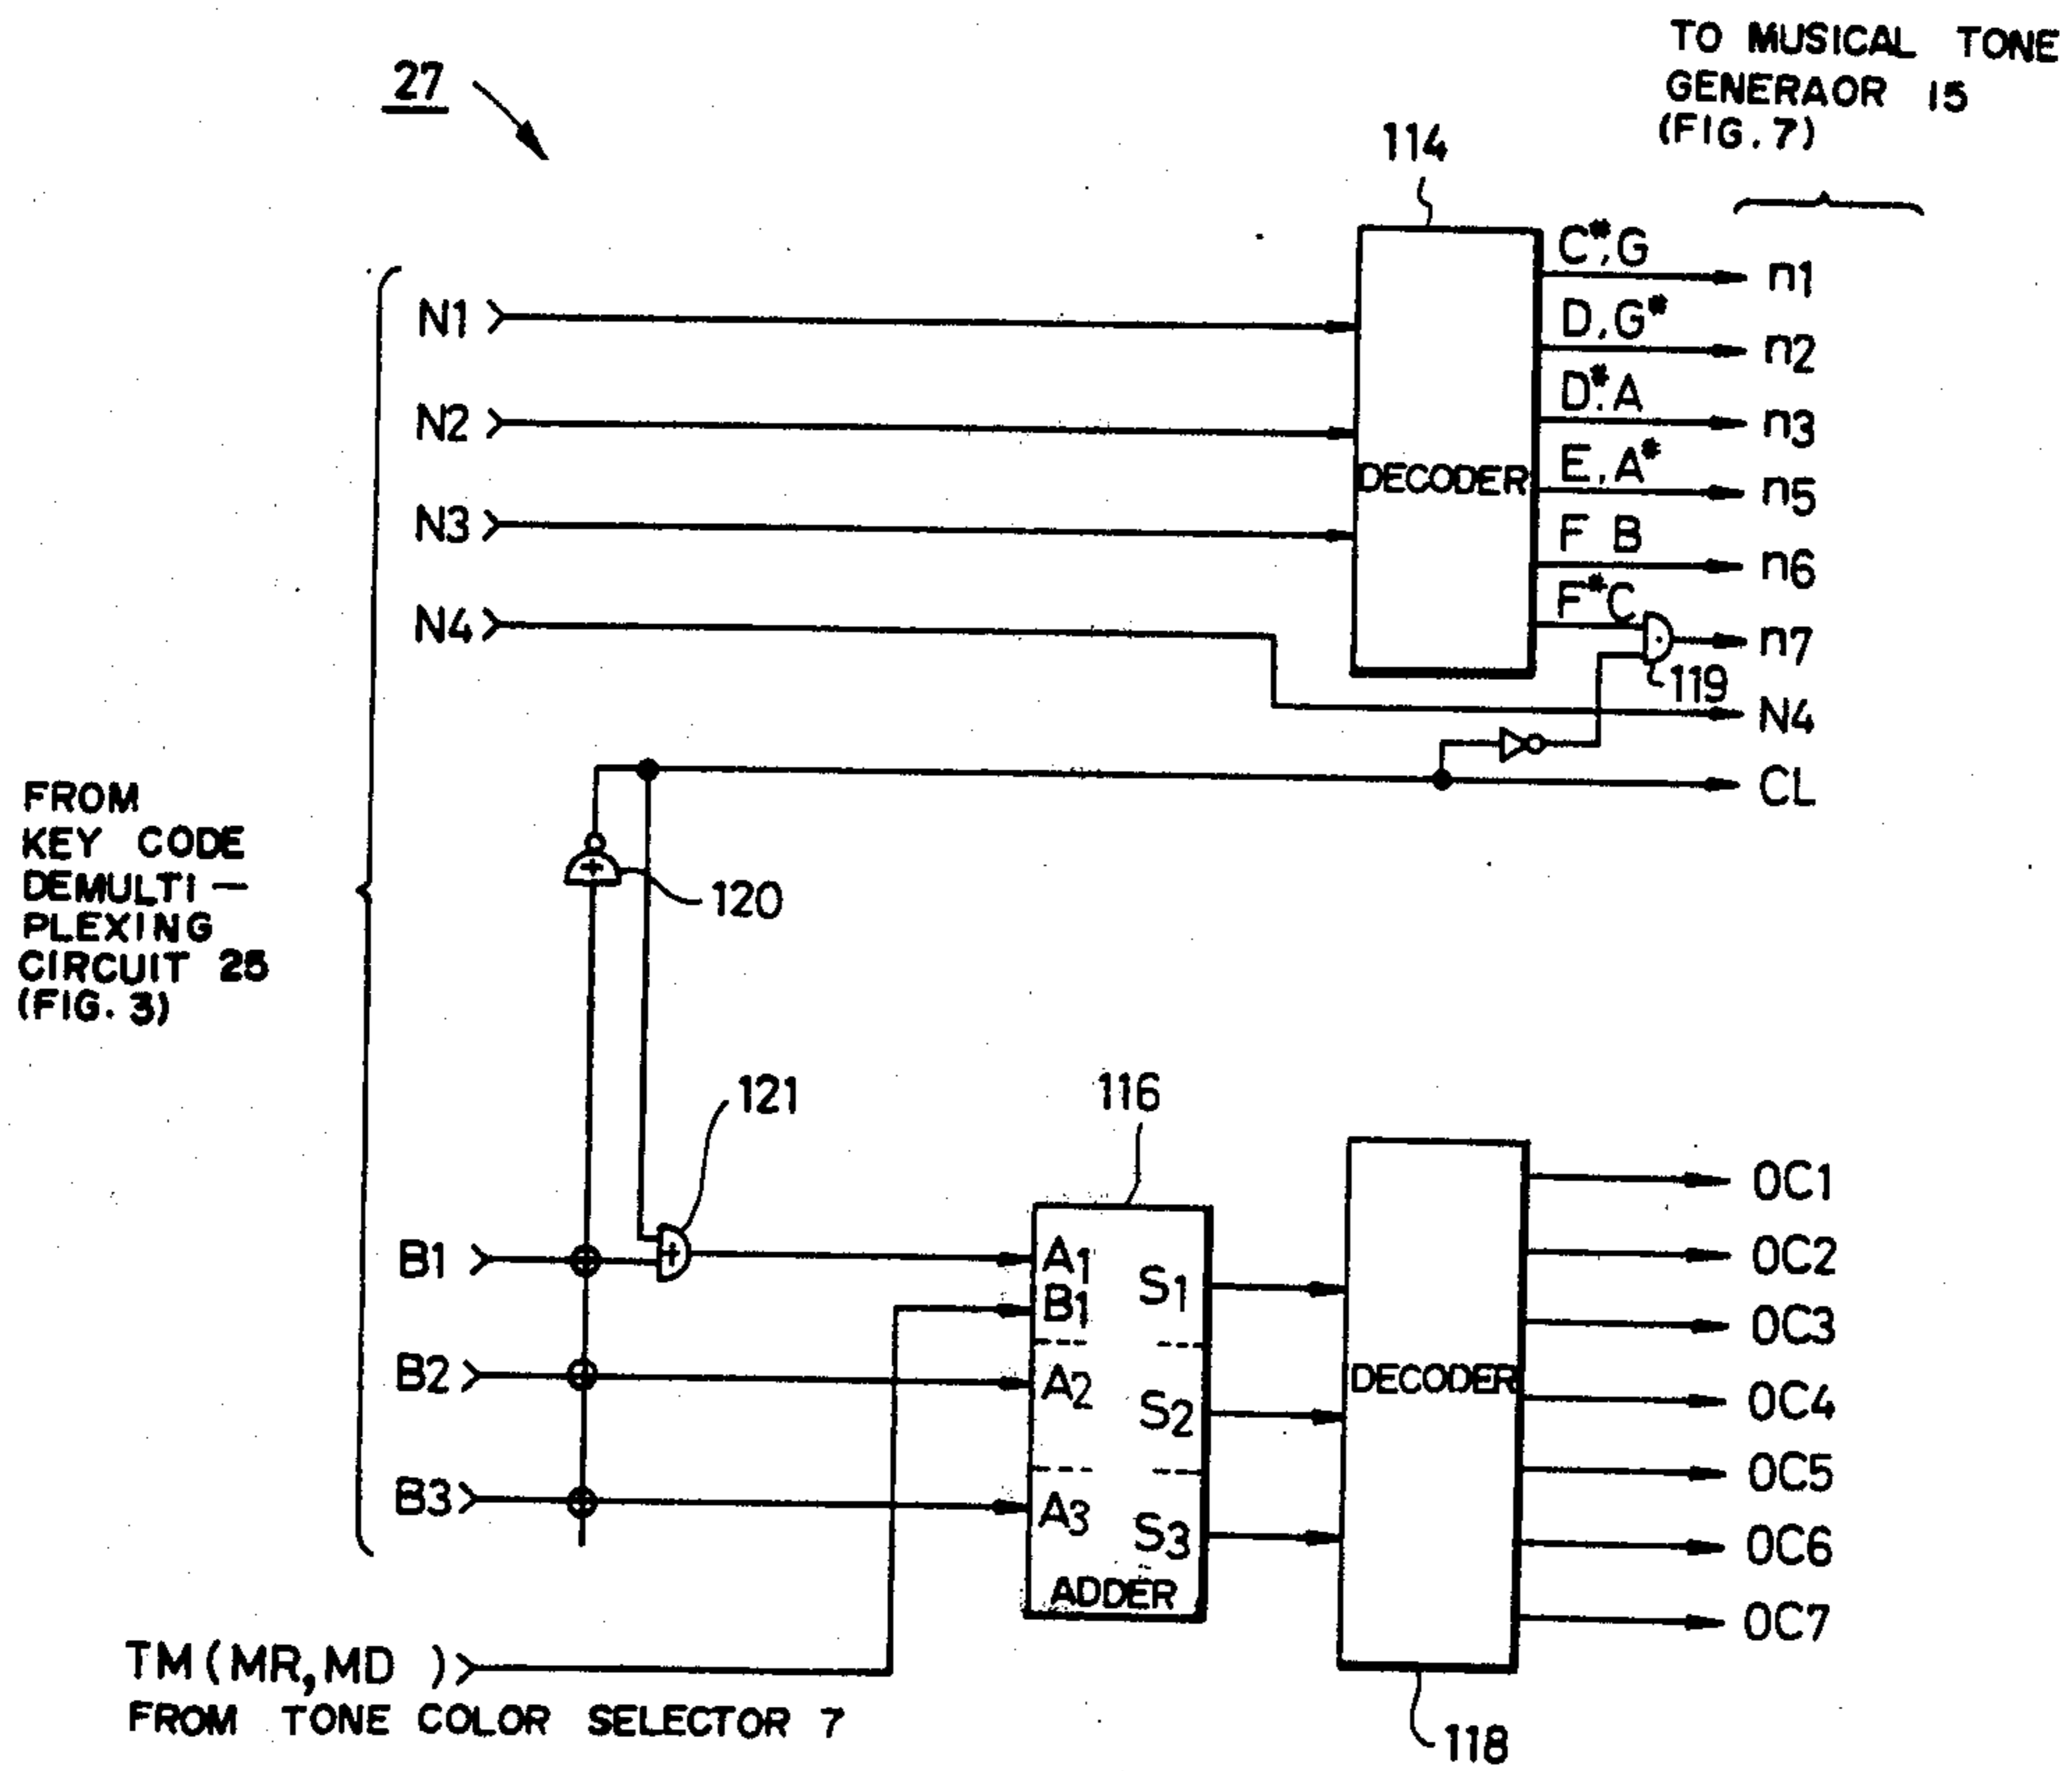 TO MUSICAL TONE
GENERAOR 15
(FIG. 7)
27
114
C*,G
n1
N1
D,G*
n2
D*.A
n3
N2
DECODER
E,A*
n5
N3
F B
n6
F*C
N4
n7
119
N4
CL
FROM
KEY CODE
DEMULTI—
PLEXING
CIRCUIT 25
(FIG. 3)
+
120
121
116
B1
+
A1
S1
B1
OC1
OC2
OC3
B2
A2
S2
DECODER
OC4
OC5
B3
A3
S3
OC6
ADDER
OC7
TM(MR,MD )
FROM TONE COLOR SELECTOR 7
118